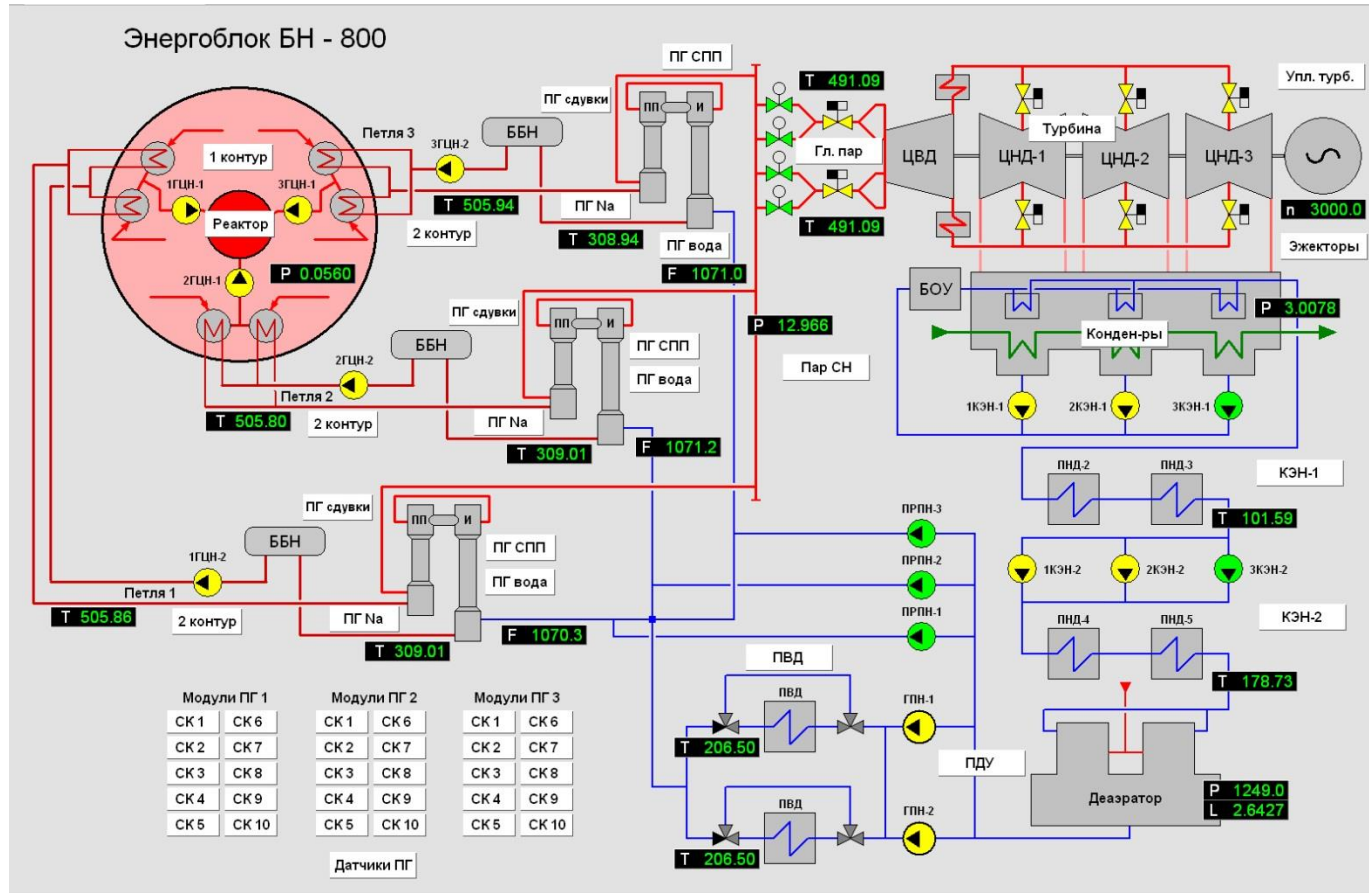 Энергоблок БН - 800
ПГ СПП
Упл. турб.
T 491.09
ПГ сдувки
ПП И
Петля 3
ББН
3ГЦН-2
1 контур
Турбина
ЦВД
ЦНД-1
ЦНД-2
ЦНД-3
Гл. пар
1ГЦН-1
3ГЦН-1
Реактор
T 505.94
ПГ Na
2 контур
T 308.94
ПГ вода
T 491.09
n 3000.0
Эжекторы
P 0.0560
2ГЦН-1
F 1071.0
БОУ
P 3.0078
ПГ сдувки
ПП И
P 12.966
Конден-ры
ББН
ПГ СПП
Пар СН
2ГЦН-2
ПГ вода
Петля 2
1КЭН-1
2КЭН-1
3КЭН-1
T 505.80
2 контур
ПГ Na
T 309.01
F 1071.2
ПНД-2
ПНД-3
КЭН-1
ПГ сдувки
ПП И
ПРПН-3
T 101.59
ББН
ПГ СПП
1ГЦН-2
ПРПН-2
1КЭН-2
2КЭН-2
3КЭН-2
ПГ вода
Петля 1
T 505.86
2 контур
ПГ Na
ПРПН-1
КЭН-2
F 1070.3
ПНД-4
ПНД-5
T 309.01
ПВД
T 178.73
Модули ПГ 1
Модули ПГ 2
Модули ПГ 3
ПВД
ГПН-1
СК 1 СК 6 СК 1 СК 6 СК 1 СК 6
СК 2 СК 7 СК 2 СК 7 СК 2 СК 7
T 206.50
ПДУ
СК 3 СК 8 СК 3 СК 8 СК 3 СК 8
СК 4 СК 9 СК 4 СК 9 СК 4 СК 9
СК 5 СК 10 СК 5 СК 10 СК 5 СК 10
ПВД
ГПН-2
Деаэратор
P 1249.0
L 2.6427
T 206.50
Датчики ПГ